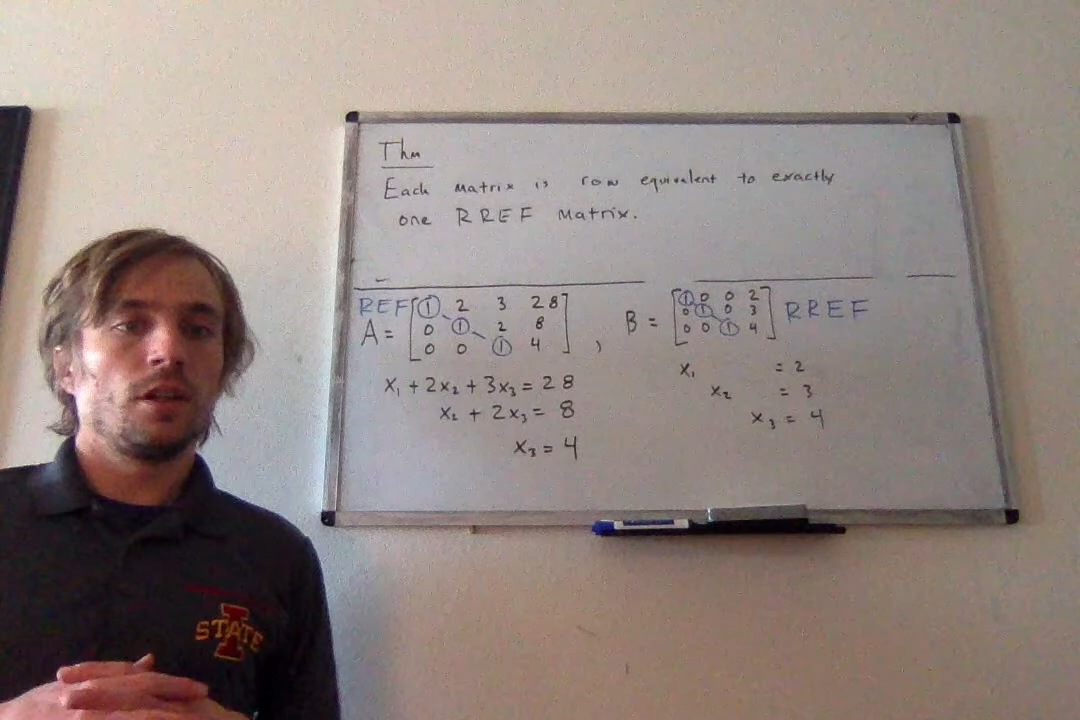 Thm
Each matrix is row equivalent to exactly
one RREF Matrix.
REF
A = [1 2 3 28
0 1 2 8
0 0 1 4] ,
B = [1 0 0 2
0 1 0 3
0 0 1 4] RREF
x₁ + 2x₂ + 3x₃ = 28
x₂ + 2x₃ = 8
x₃ = 4
x₁ = 2
x₂ = 3
x₃ = 4
I
STATE